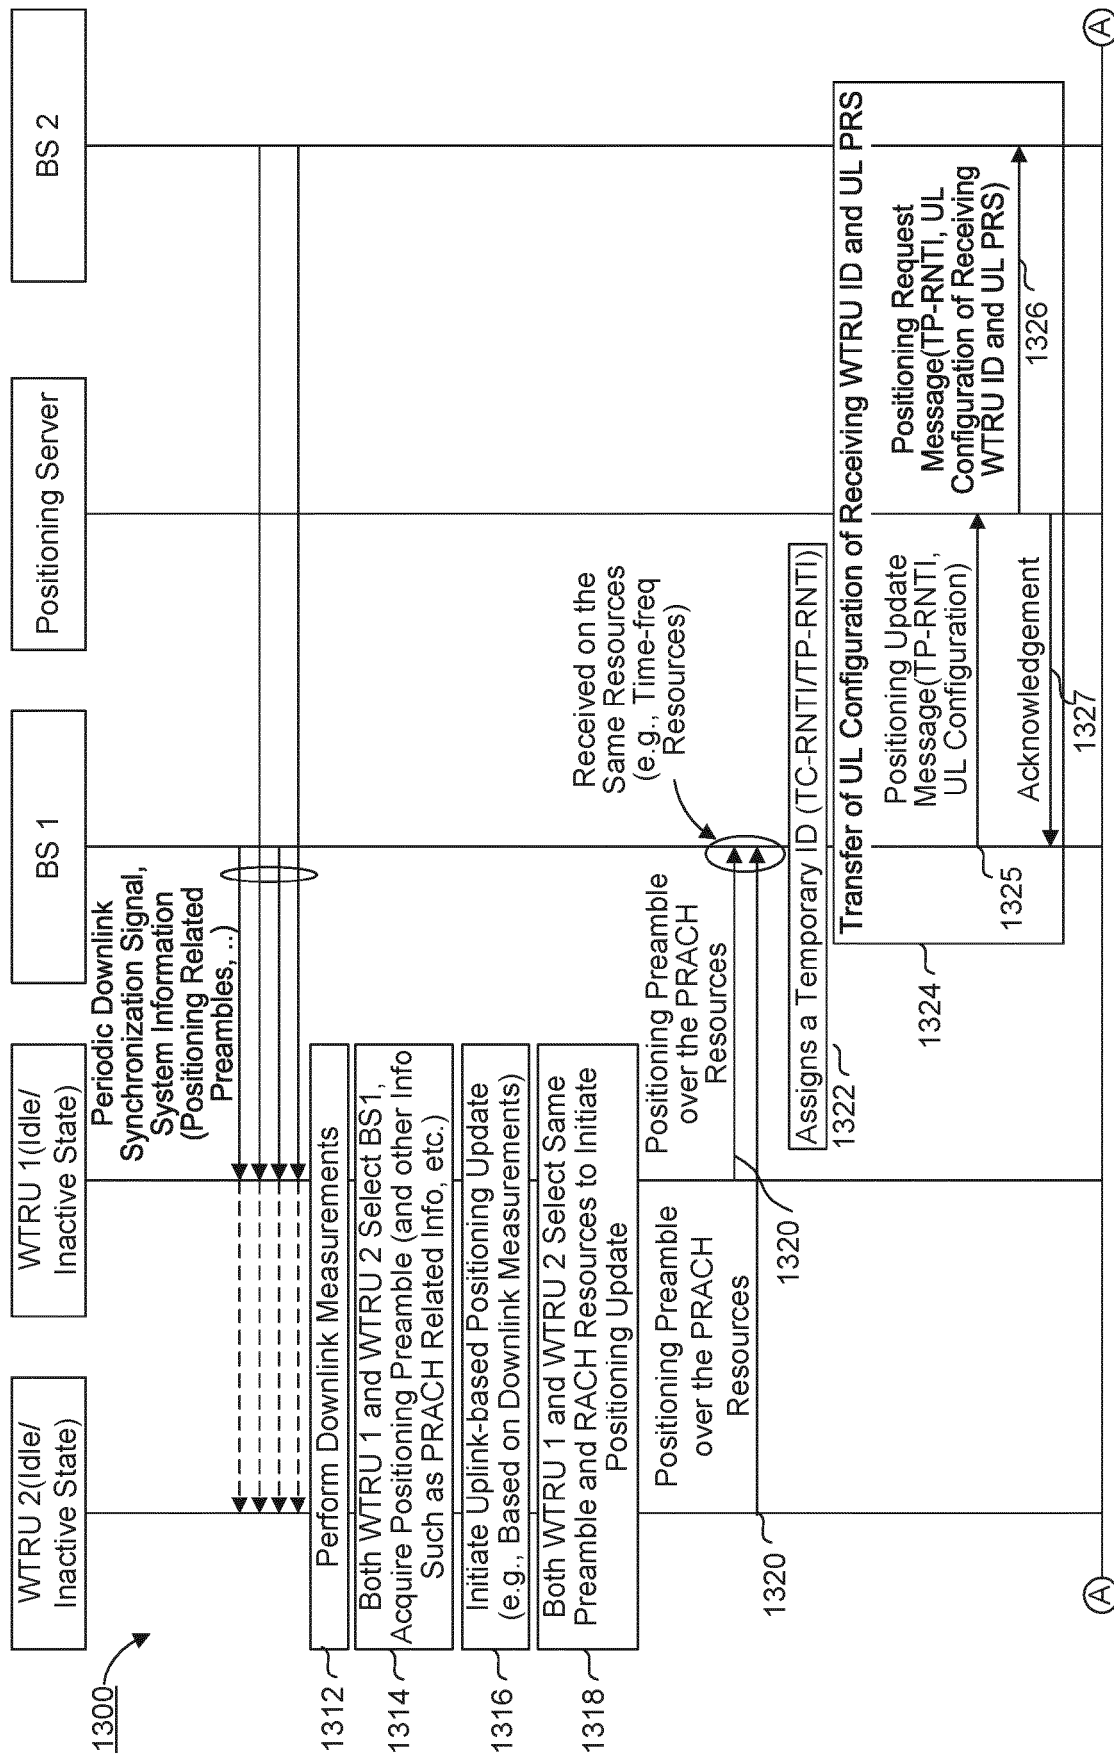 1300
WTRU 2(Idle/
Inactive State)
WTRU 1(Idle/
Inactive State)
BS 1
Positioning Server
BS 2
Periodic Downlink
Synchronization Signal,
System Information
(Positioning Related
Preambles, ..)
1312
Perform Downlink Measurements
1314
Both WTRU 1 and WTRU 2 Select BS1,
Acquire Positioning Preamble (and other Info
Such as PRACH Related Info, etc.)
1316
Initiate Uplink-based Positioning Update
(e.g., Based on Downlink Measurements)
1318
Both WTRU 1 and WTRU 2 Select Same
Preamble and RACH Resources to Initiate
Positioning Update
Positioning Preamble
over the PRACH
Resources
1320
Positioning Preamble
over the PRACH
Resources
1320
Received on the
Same Resources
(e.g., Time-freq
Resources)
Assigns a Temporary ID (TC-RNTI/TP-RNTI)
1322
Transfer of UL Configuration of Receiving WTRU ID and UL PRS
1324
Positioning Update
Message(TP-RNTI,
UL Configuration)
1325
Positioning Request
Message(TP-RNTI, UL
Configuration of Receiving
WTRU ID and UL PRS)
1326
Acknowledgement
1327
A
A